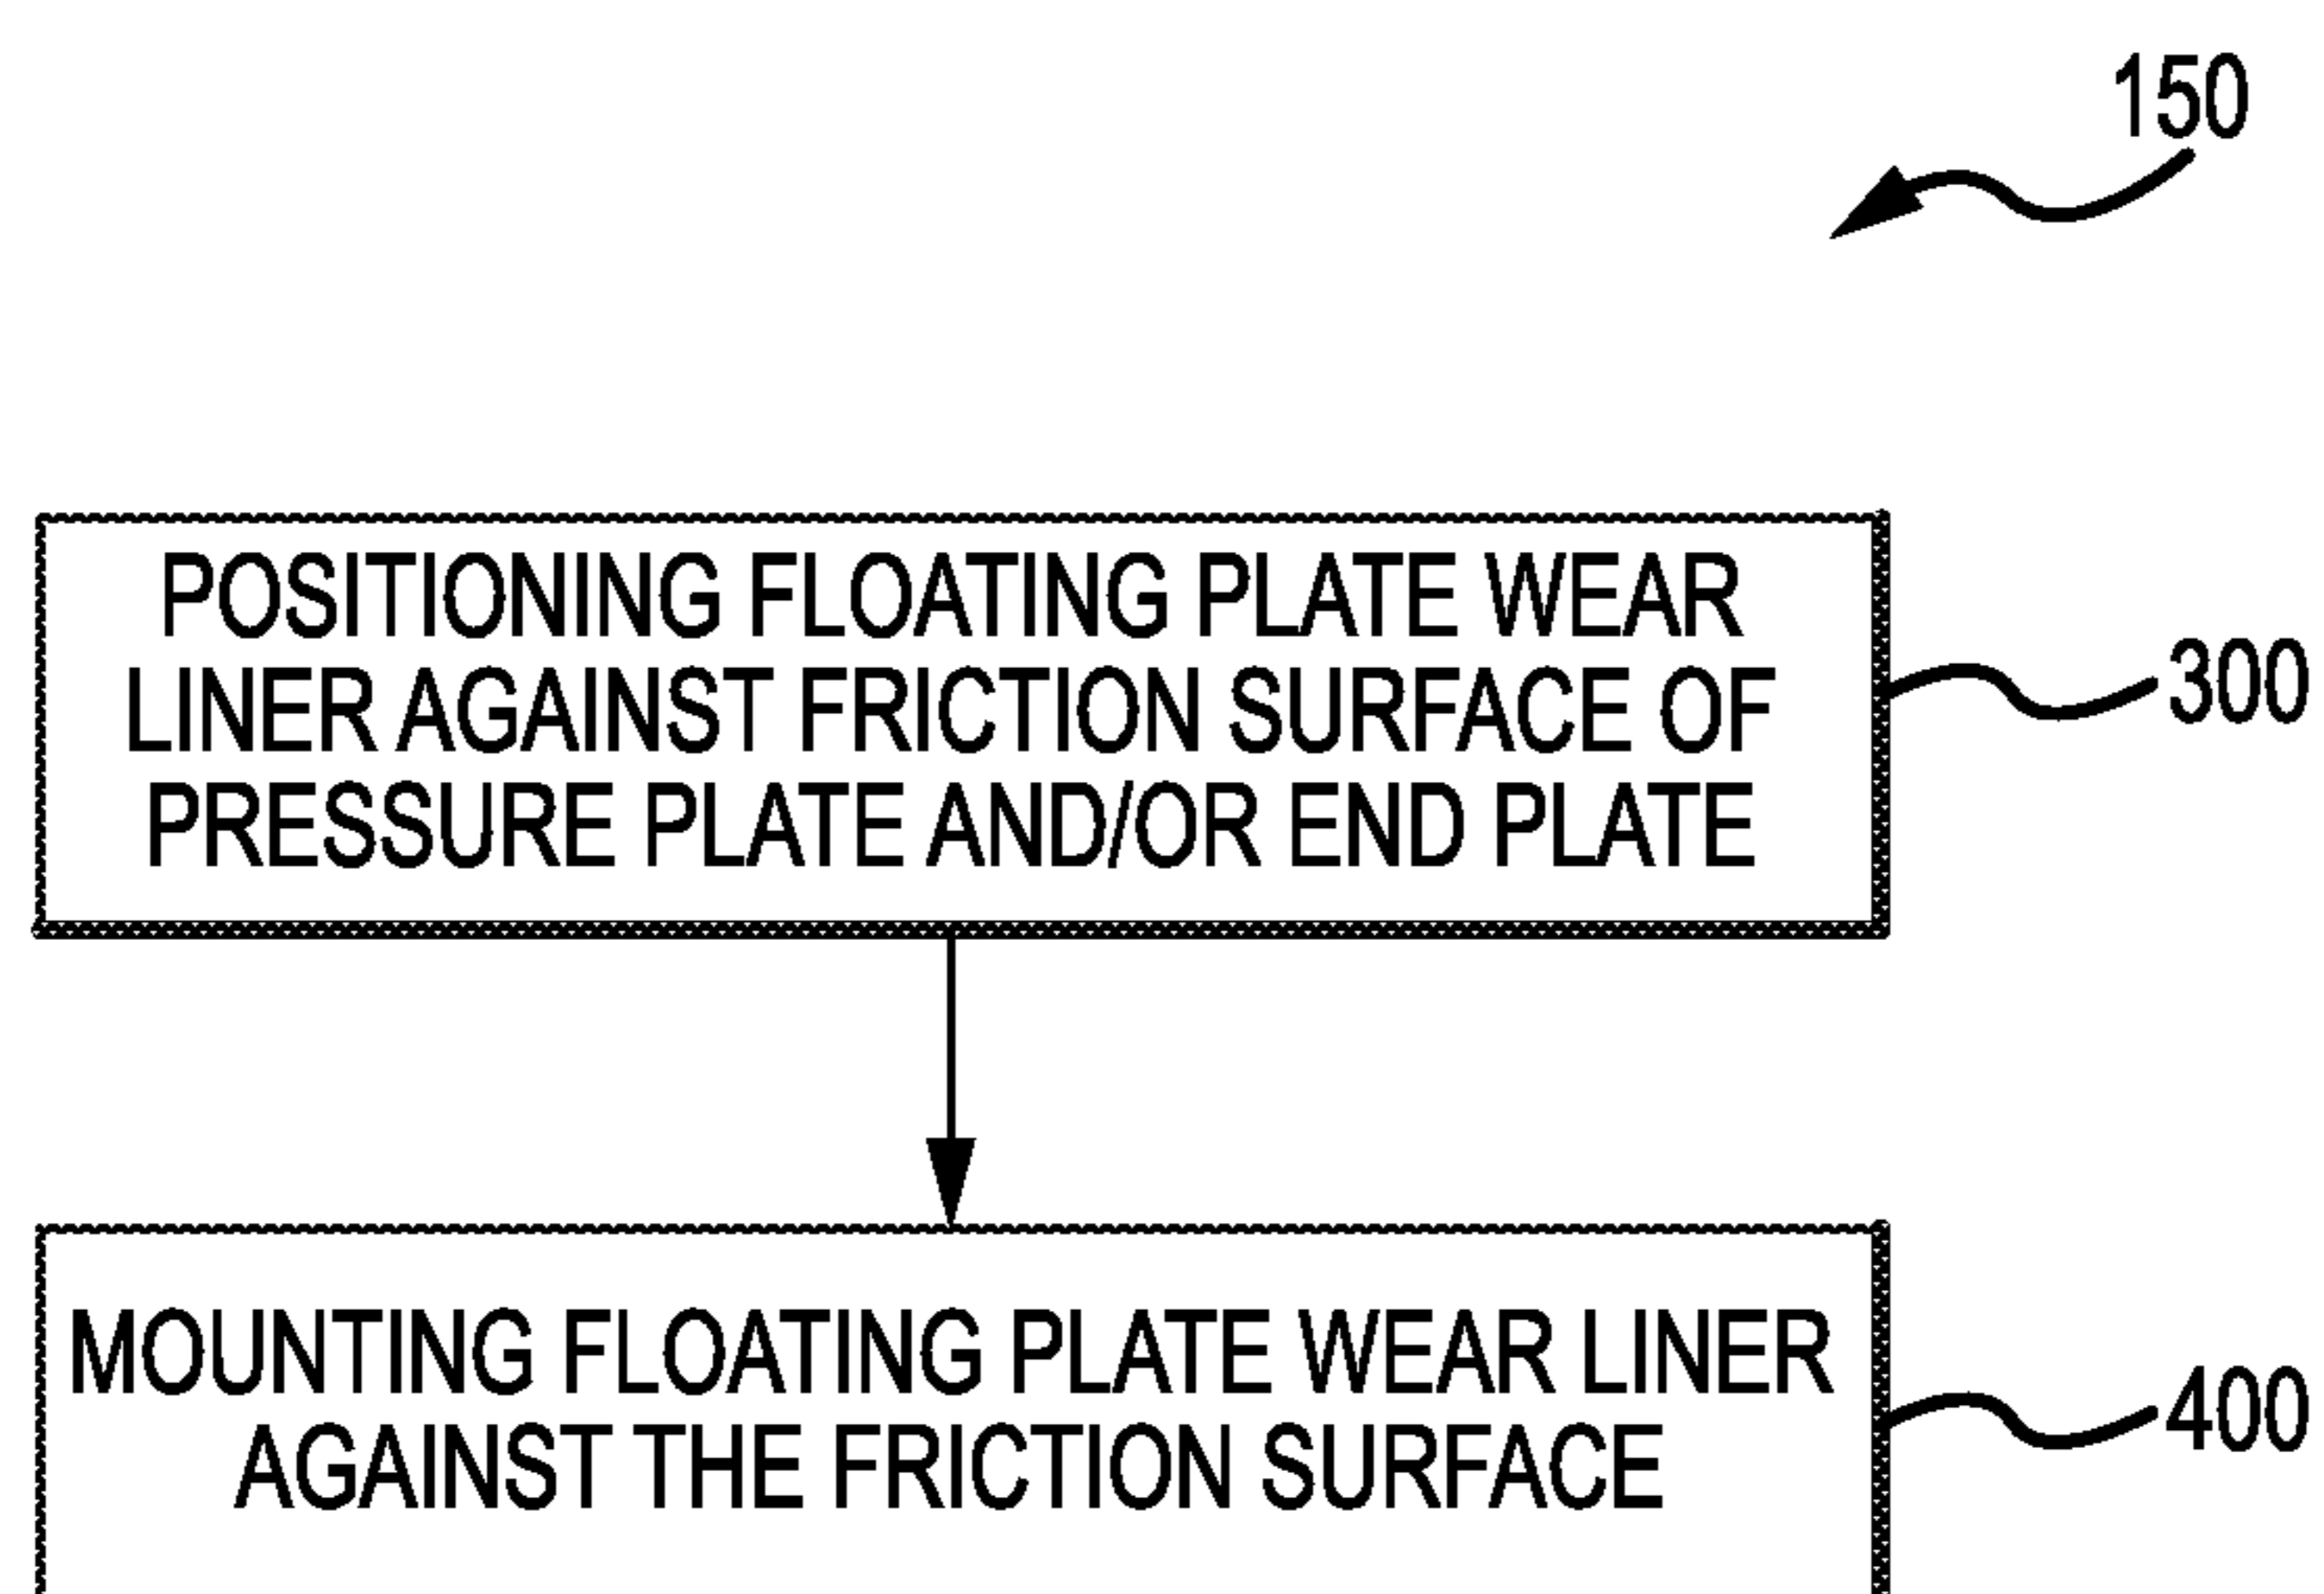 150
POSITIONING FLOATING PLATE WEAR
LINER AGAINST FRICTION SURFACE OF
PRESSURE PLATE AND/OR END PLATE
300
MOUNTING FLOATING PLATE WEAR LINER
AGAINST THE FRICTION SURFACE
400